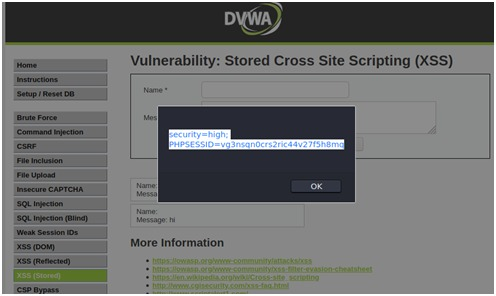 DVWA
Home
Instructions
Setup / Reset DB
Brute Force
Command Injection
CSRF
File Inclusion
File Upload
Insecure CAPTCHA
SQL Injection
SQL Injection (Blind)
Weak Session IDs
XSS (DOM)
XSS (Reflected)
XSS (Stored)
CSP Bypass
Vulnerability: Stored Cross Site Scripting (XSS)
Name *
Mes
security=high;
PHPSESSID=vg3nsqn0crs2ric44v27f5h8mq
OK
Name:
Messa
Name:
Message: hi
More Information
https://owasp.org/www-community/attacks/xss
https://owasp.org/www-community/xss-filter-evasion-cheatsheet
https://en.wikipedia.org/wiki/Cross-site_scripting
http://www.cgisecurity.com/xss-faq.html